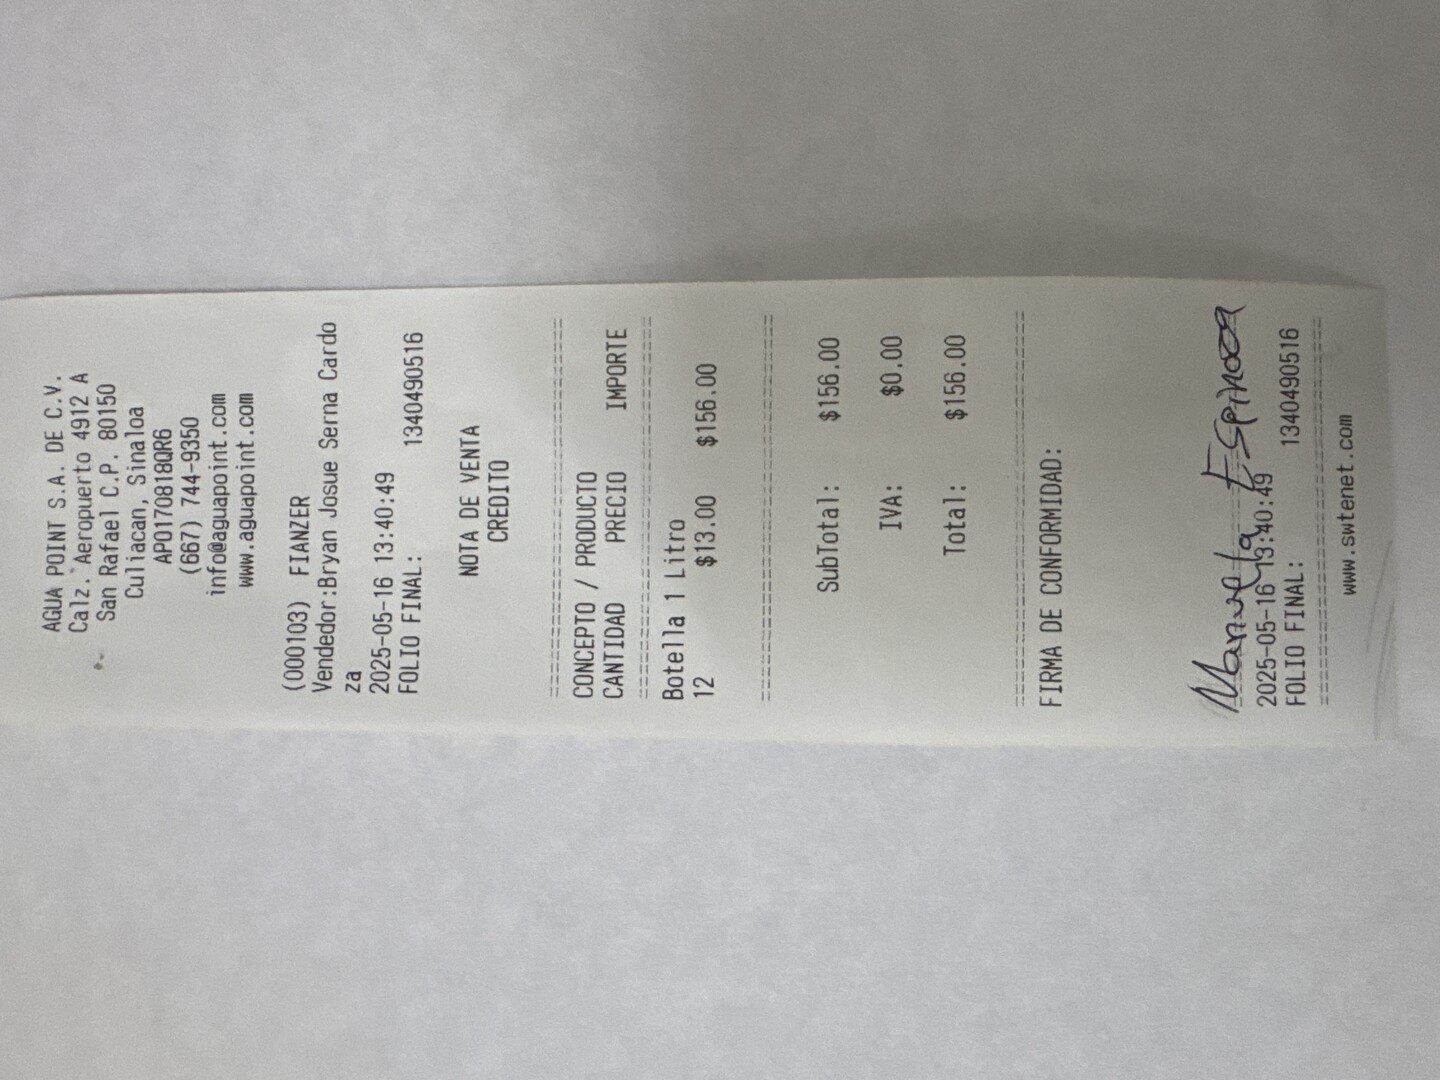 AGUA POINT S.A. DE C.V.
Calz. Aeropuerto 4912 A
San Rafael C.P. 80150
Culiacan, Sinaloa
APO170818QR6
(667) 744-9350
info@aguapoint.com
www.aguapoint.com
(000103) FIANZER
Vendedor:Bryan Josue Serna Cardo
za
2025-05-16 13:40:49
FOLIO FINAL: 1340490516
NOTA DE VENTA
CREDITO
CONCEPTO / PRODUCTO
CANTIDAD PRECIO IMPORTE
Botella 1 Litro
12 $13.00 $156.00
SubTotal: $156.00
IVA: $0.00
Total: $156.00
FIRMA DE CONFORMIDAD:
Manuela Espinoza
2025-05-16 13:40:49
FOLIO FINAL: 1340490516
www.swtenet.com